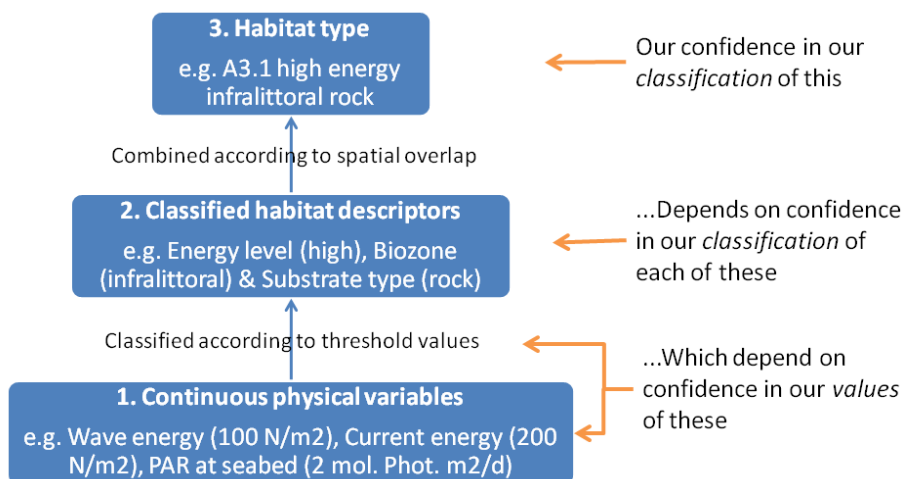 3. Habitat type
e.g. A3.1 high energy
infralittoral rock
Our confidence in our
classification of this
Combined according to spatial overlap
2. Classified habitat descriptors
e.g. Energy level (high), Biozone
(infralittoral) & Substrate type (rock)
...Depends on confidence
in our classification of
each of these
Classified according to threshold values
...Which depend on
confidence in our values
of these
1. Continuous physical variables
e.g. Wave energy (100 N/m2), Current energy (200
N/m2), PAR at seabed (2 mol. Phot. m2/d)